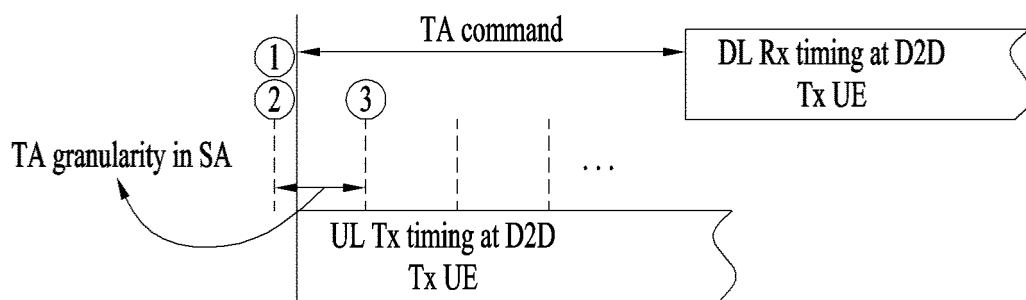 TA command
DL Rx timing at D2D
Tx UE
1
2
3
TA granularity in SA
...
UL Tx timing at D2D
Tx UE